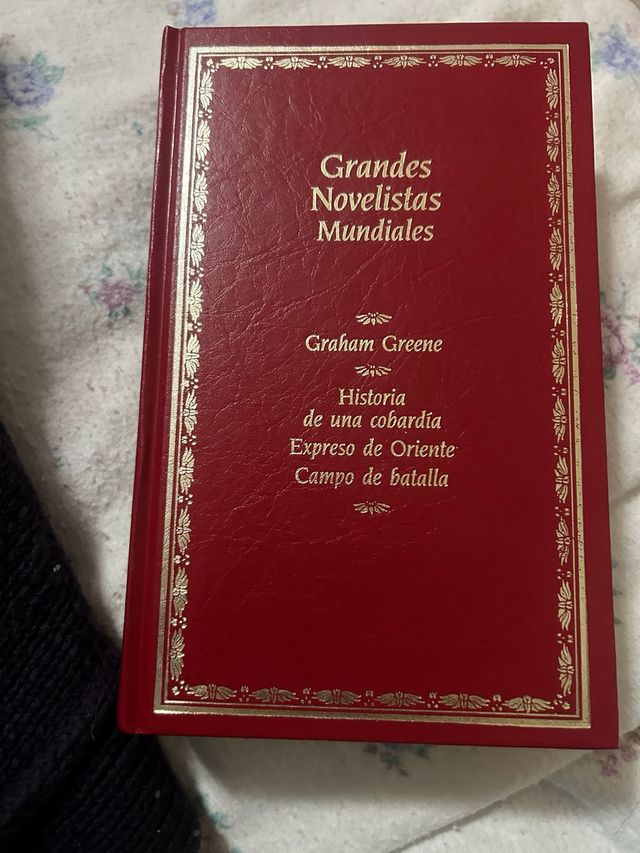 Grandes
Novelistas
Mundiales
Graham Greene
Historia
de una cobardía
Expreso de Oriente
Campo de batalla